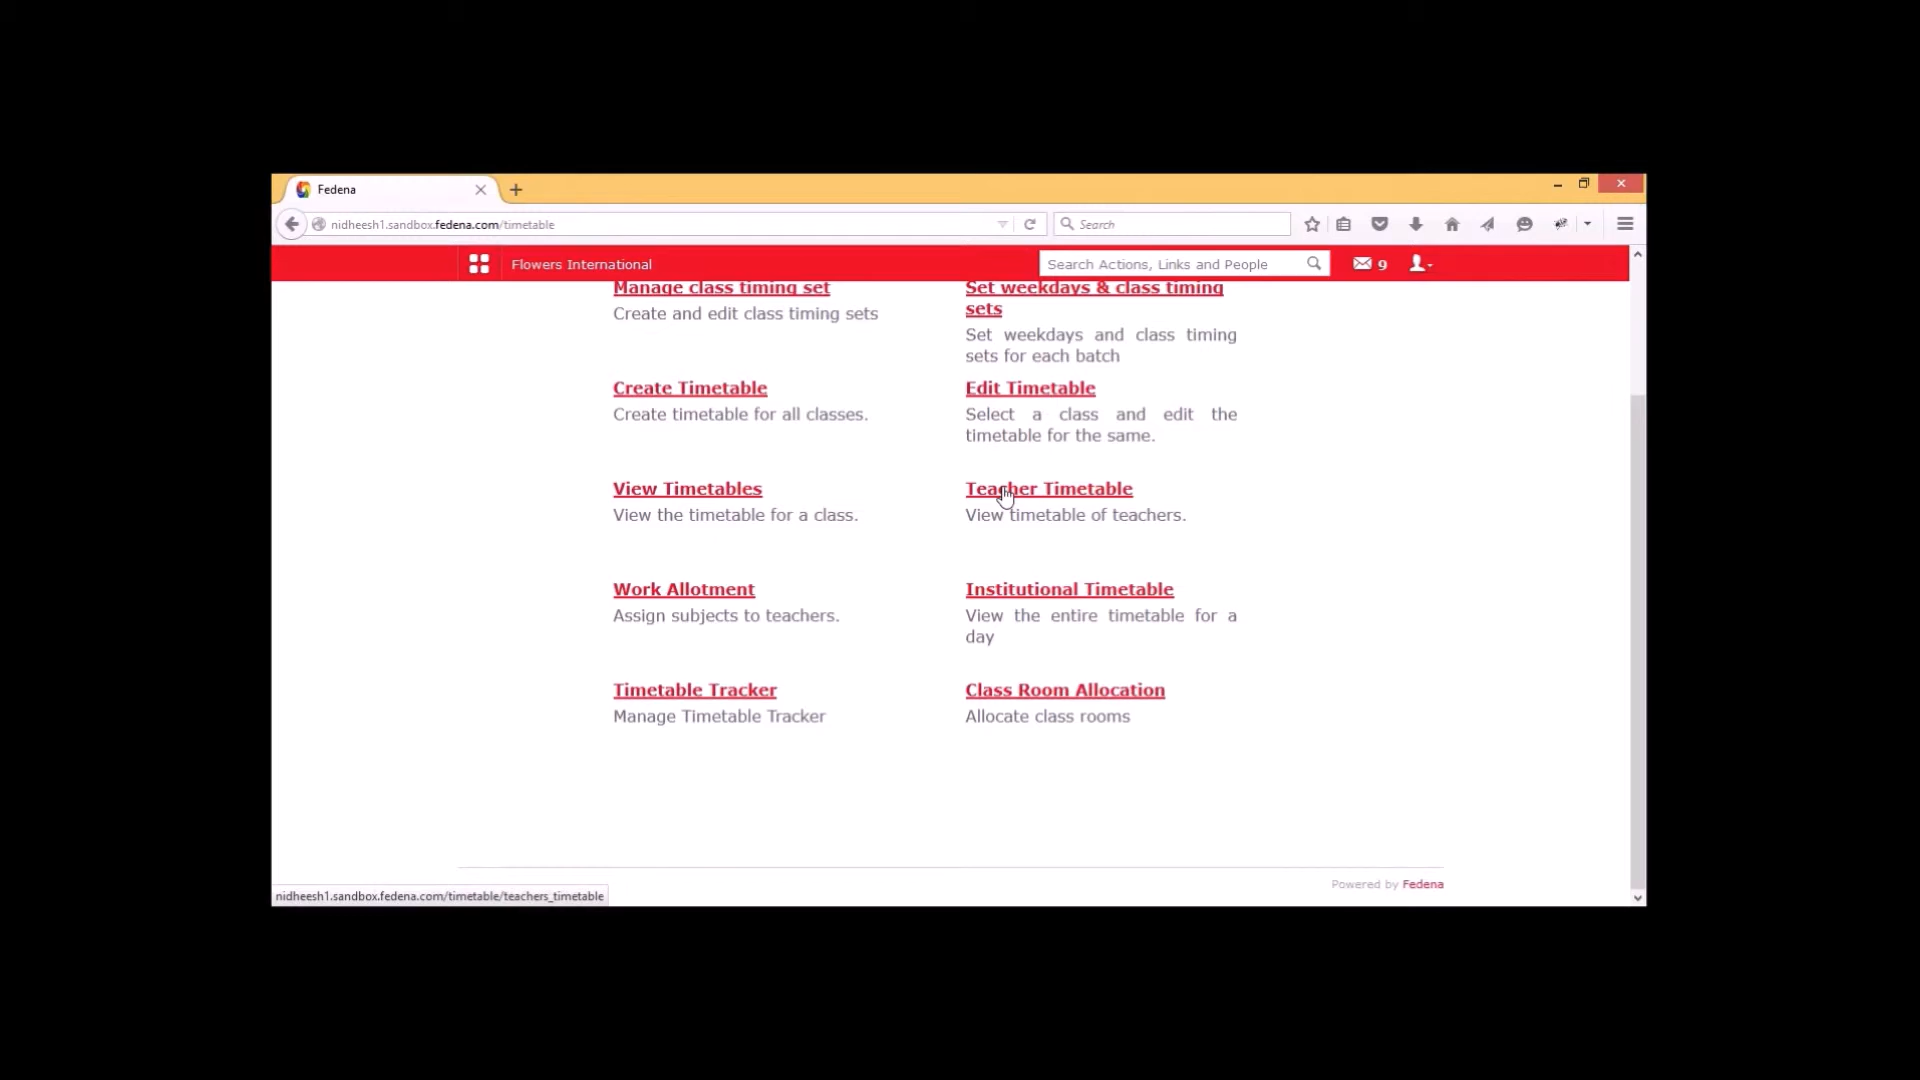 Fedena
nidheesh1.sandbox.fedena.com/timetable
Search
Flowers International
Search Actions, Links and People
9
Manage class timing set
Create and edit class timing sets
Set weekdays & class timing
sets
Set weekdays and class timing
sets for each batch
Create Timetable
Create timetable for all classes.
Edit Timetable
Select a class and edit the
timetable for the same.
View Timetables
View the timetable for a class.
Teacher Timetable
View timetable of teachers.
Work Allotment
Assign subjects to teachers.
Institutional Timetable
View the entire timetable for a
day
Timetable Tracker
Manage Timetable Tracker
Class Room Allocation
Allocate class rooms
Powered by Fedena
nidheesh1.sandbox.fedena.com/timetable/teachers_timetable